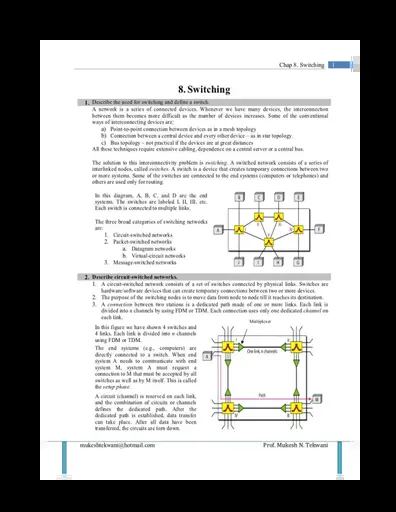 Chap 8. Switching 1
8. Switching
1. Describe the need for switching and define a switch.
A network is a series of connected devices. Whenever we have many devices, the interconnection
between them becomes more difficult as the number of devices increases. Some of the conventional
ways of interconnecting devices are:
a) Point-to-point connection between devices as in mesh topology
b) Connection between a central device and every other device – as in star topology
c) Bus topology – not practical if the devices are at great distances
All these techniques require extensive cabling, dependence on a central server or a central bus.
The solution to this interconnectivity problem is switching. A switched network consists of a series of
interlinked nodes, called switches. A switch is a device that creates temporary connections between two
or more systems. Some of the switches are connected to the end systems (computers or telephones) and
others are used only for routing.
In this diagram, A, B, C, and D are the end
systems. The switches are labeled I, II, III, etc.
Each switch is connected to multiple links.
The three broad categories of switching networks
are:
1. Circuit-switched networks
2. Packet-switched networks
a. Datagram networks
b. Virtual-circuit networks
3. Message-switched networks
B C D E
A
F
H G
2. Describe circuit-switched networks.
1. A circuit-switched network consists of a set of switches connected by physical links. Switches are
hardware/software devices that can create temporary connections between two or more devices.
2. The purpose of the switching nodes is to move data from node to node till it reaches its destination.
3. A connection between two stations is a dedicated path made of one or more links. Each link is
divided into n channels by using FDM or TDM. Each connection uses only one dedicated channel on
each link.
In this figure we have shown 4 switches and
4 links. Each link is divided into n channels
using FDM or TDM.
The end systems (e.g., computers) are
directly connected to a switch. When end
system A needs to communicate with end
system M, system A must request a
connection to M that must be accepted by all
switches as well as by M itself. This is called
the setup phase.
A circuit (channel) is reserved on each link,
and the combination of circuits or channels
defines the dedicated path. After the
dedicated path is established, data transfer
can take place. After all data have been
transferred, the circuits are torn down.
Multiplexor
One link, n channels
A
Path
M
mukeshtekwani@hotmail.com Prof. Mukesh N. Tekwani